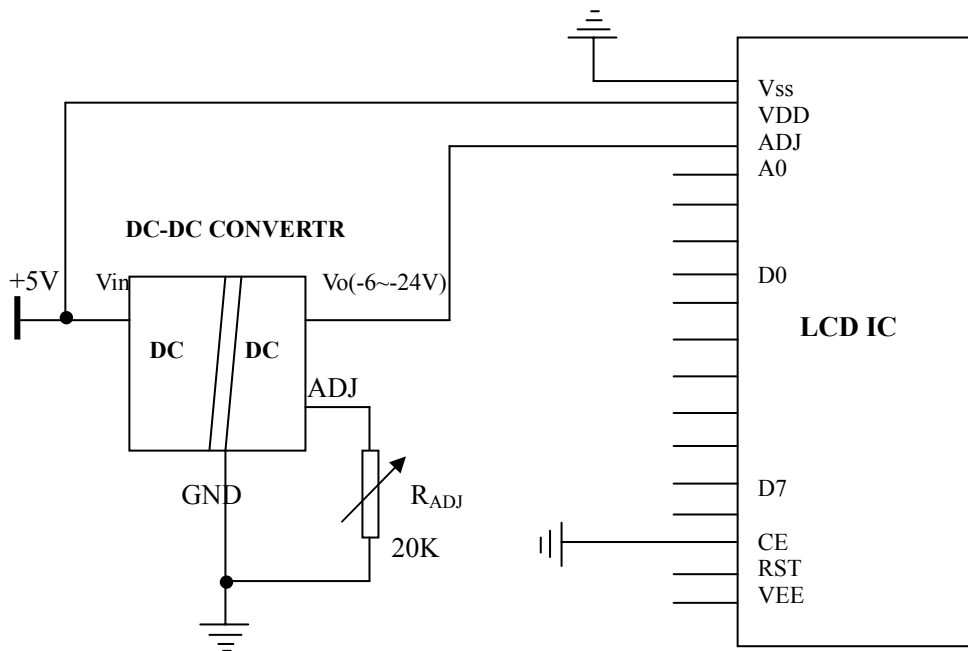 Vss
VDD
ADJ
A0
DC-DC CONVERTR
+5V
Vin
Vo(-6~-24V)
D0
DC
DC
LCD IC
ADJ
GND
RADJ
20K
D7
CE
RST
VEE